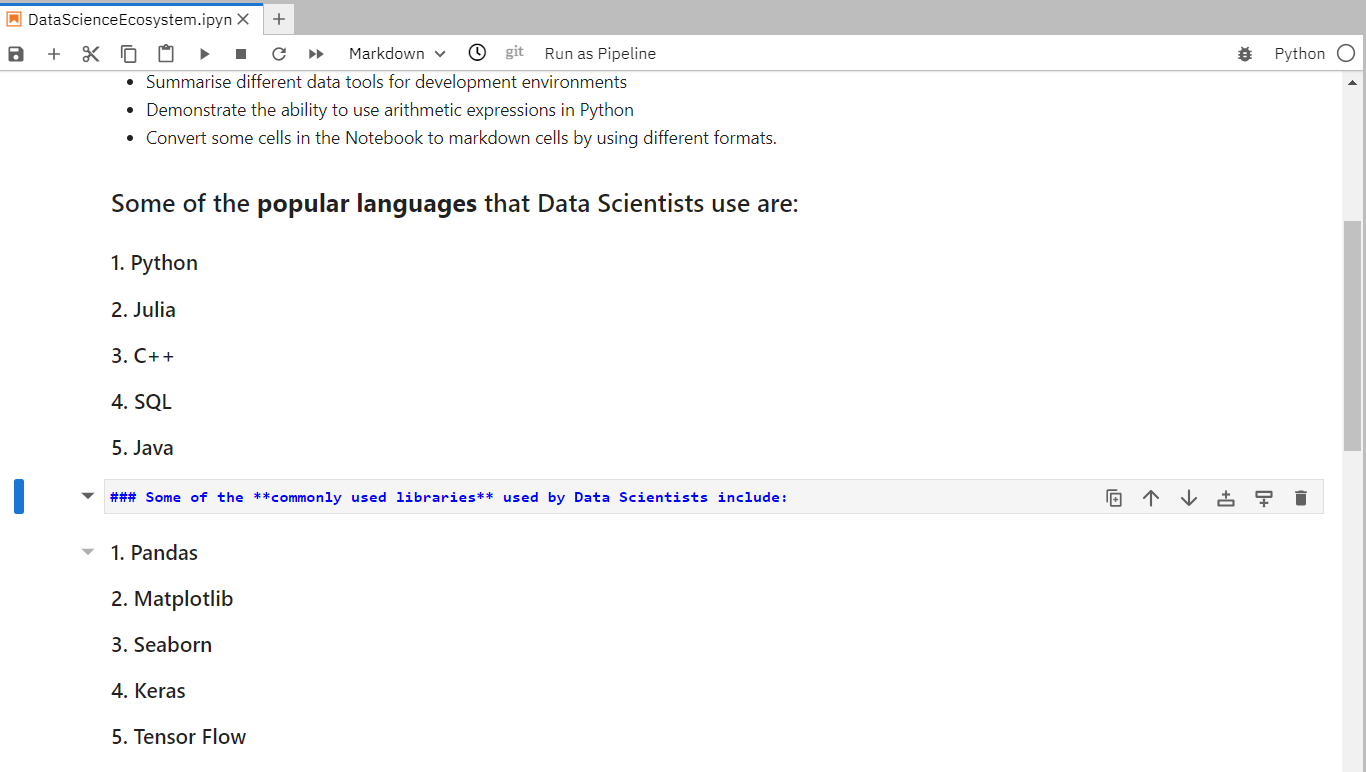 DataScienceEcosystem.ipyn
Markdown git Run as Pipeline Python
Summarise different data tools for development environments
Demonstrate the ability to use arithmetic expressions in Python
Convert some cells in the Notebook to markdown cells by using different formats.
Some of the popular languages that Data Scientists use are:
1. Python
2. Julia
3. C++
4. SQL
5. Java
### Some of the **commonly used libraries** used by Data Scientists include:
1. Pandas
2. Matplotlib
3. Seaborn
4. Keras
5. Tensor Flow